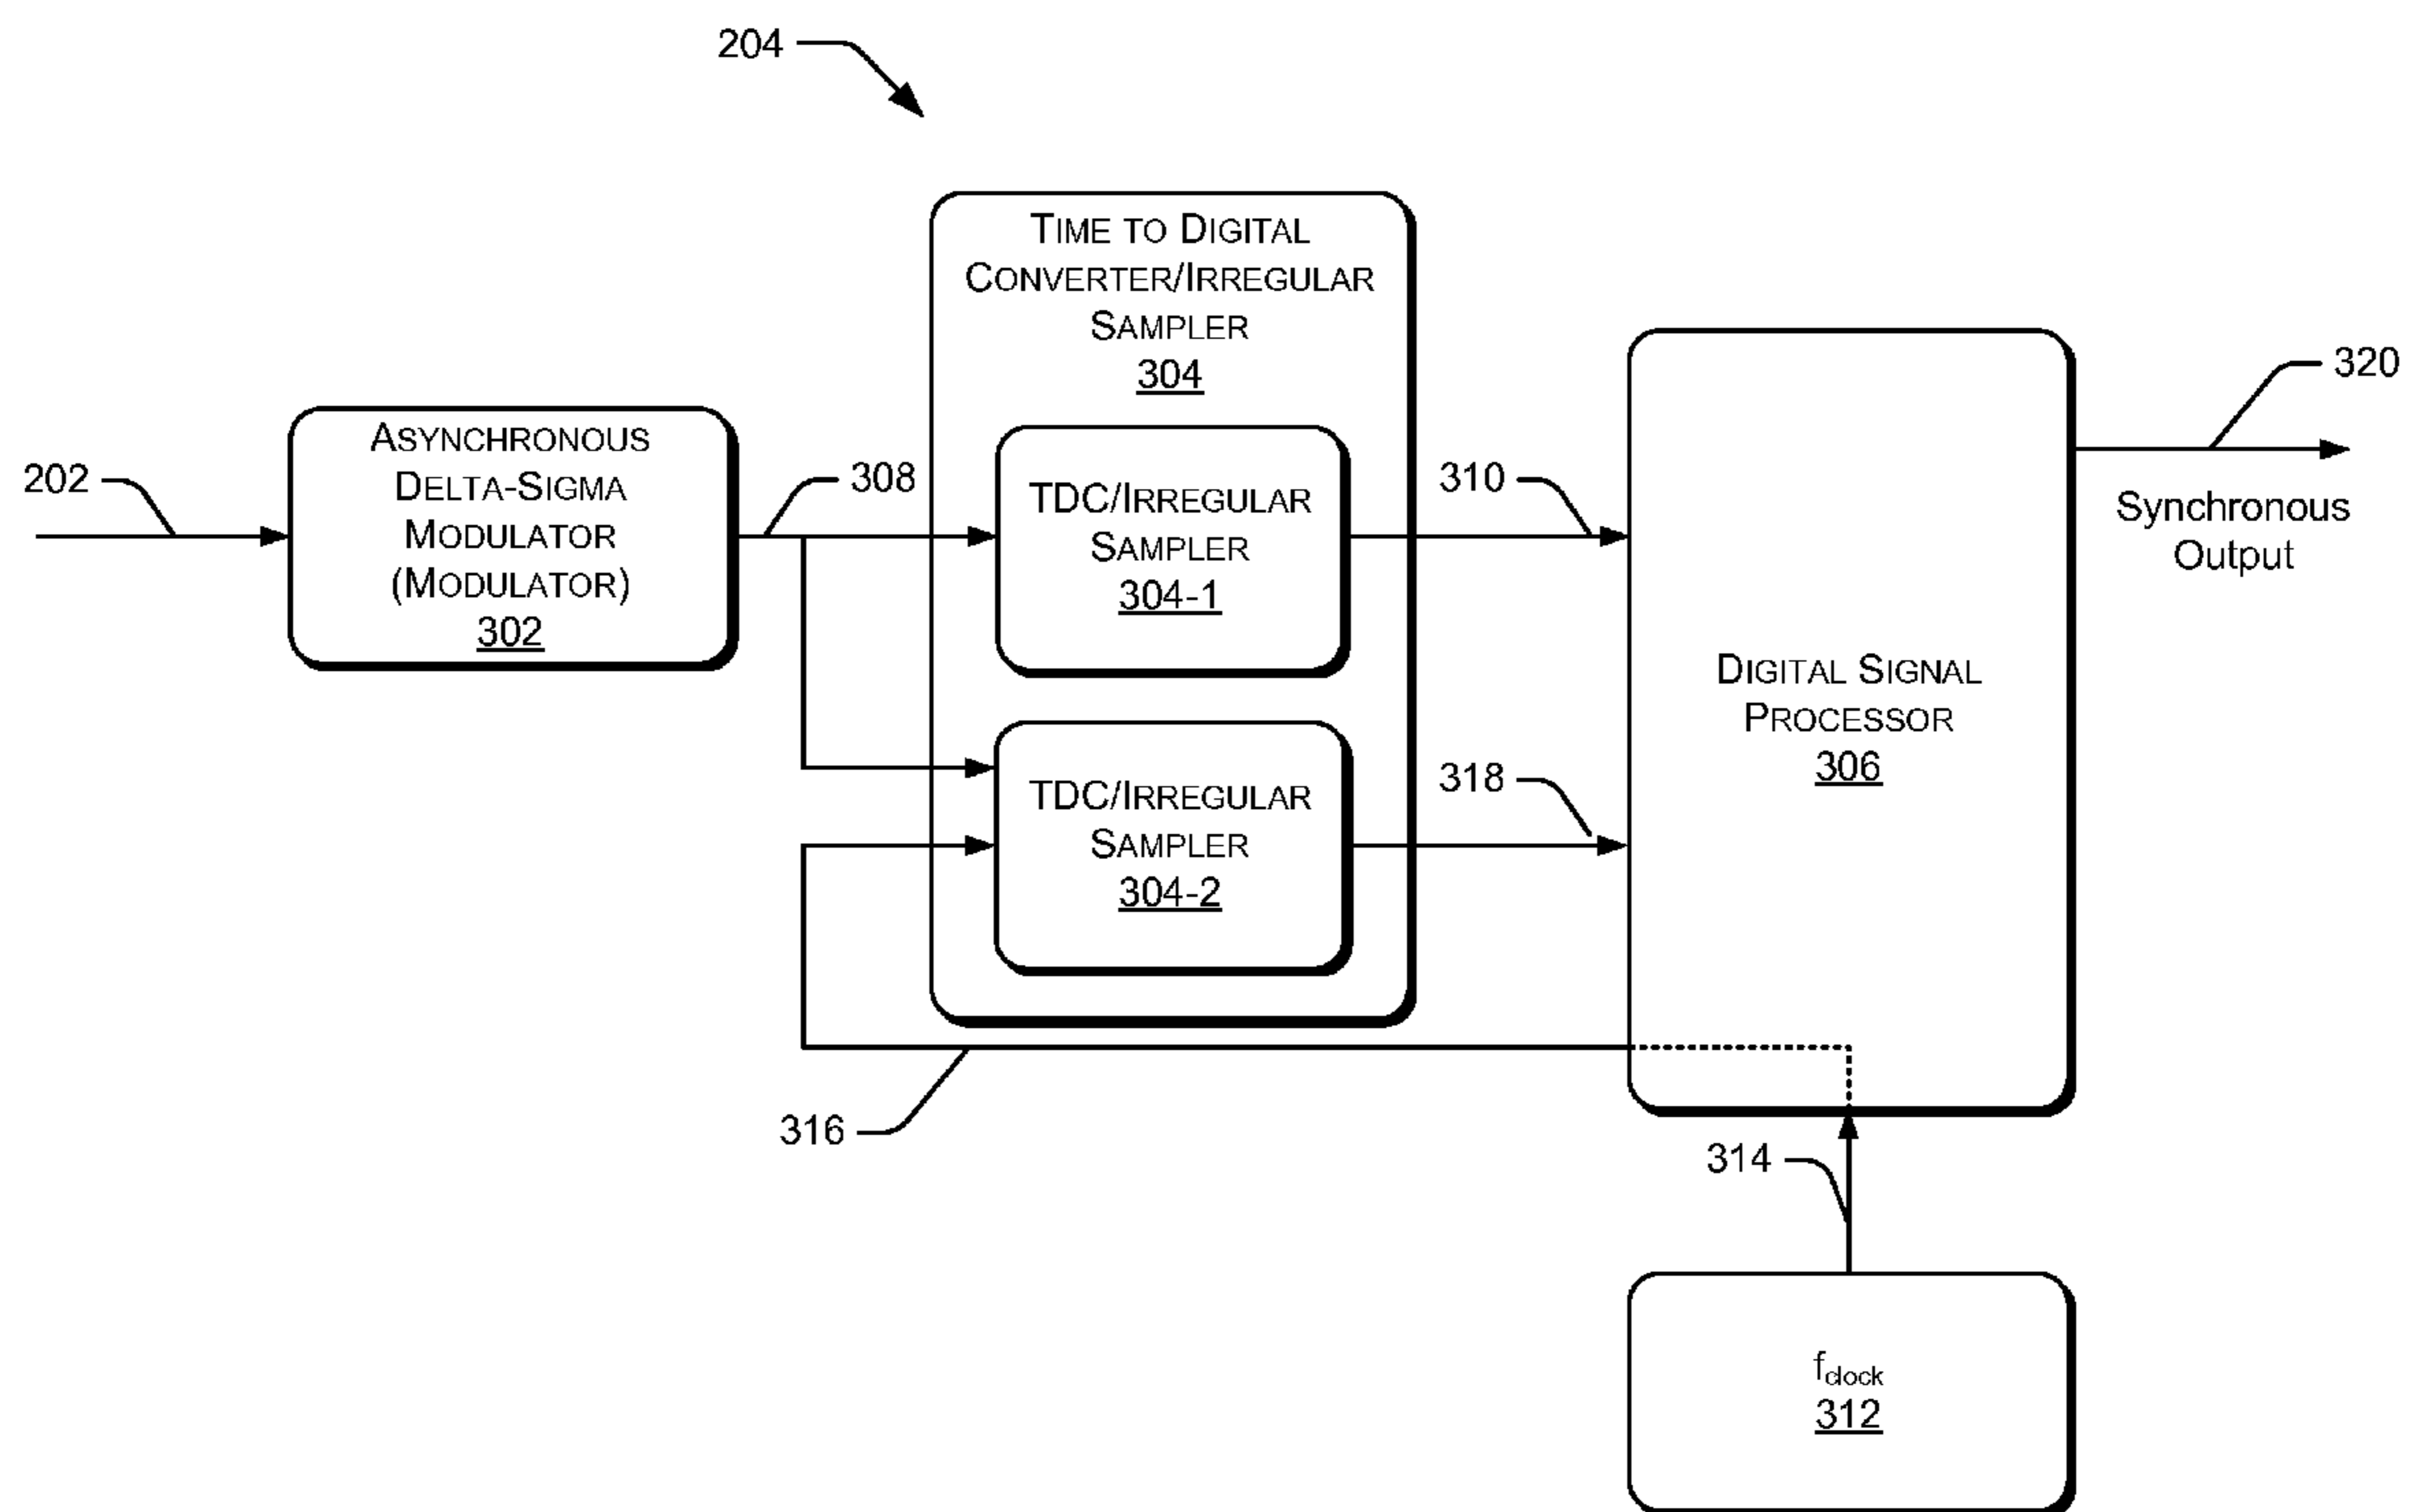 204
TIME TO DIGITAL
CONVERTER/IRREGULAR
SAMPLER
304
320
ASYNCHRONOUS
DELTA-SIGMA
MODULATOR
(MODULATOR)
302
202
308
TDC/IRREGULAR
SAMPLER
304-1
310
Synchronous
Output
DIGITAL SIGNAL
PROCESSOR
306
TDC/IRREGULAR
SAMPLER
304-2
318
316
314
fclock
312